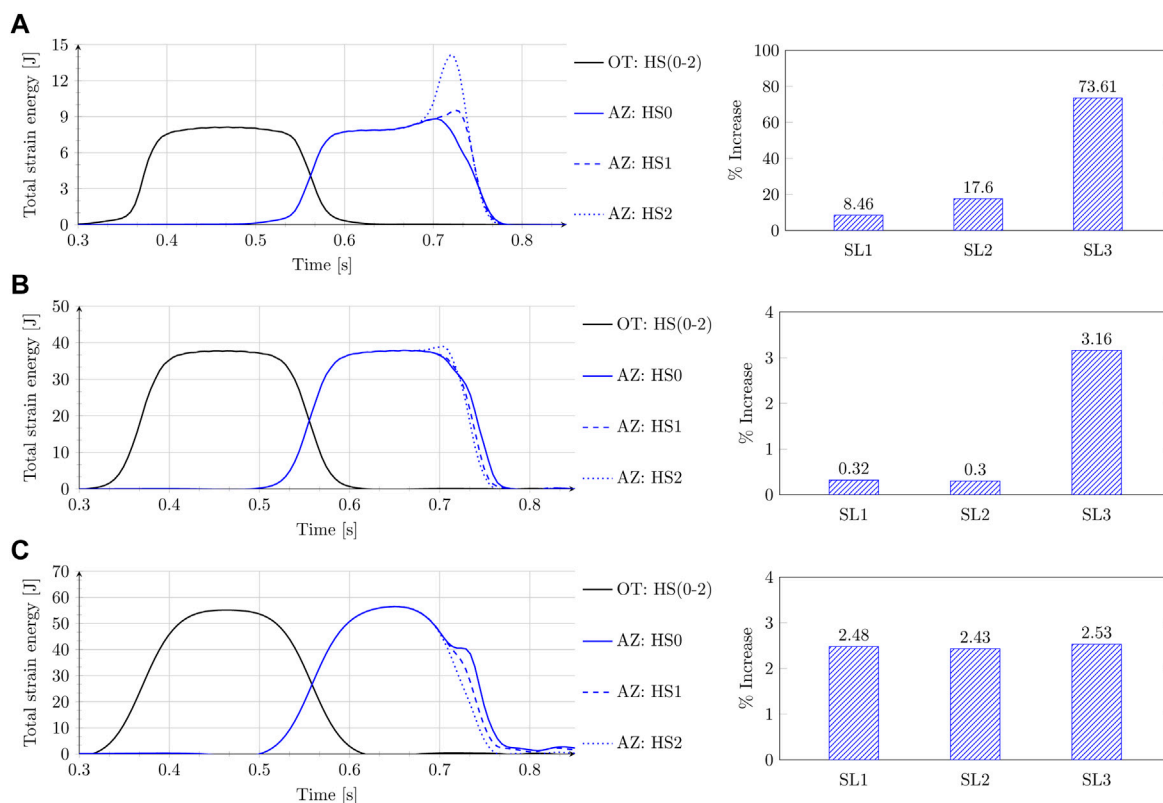 A
Total strain energy [J]
15
12
9
6
3
0
0.3 0.4 0.5 0.6 0.7 0.8
Time [s]
OT: HS(0-2)
AZ: HS0
AZ: HS1
AZ: HS2
% Increase
100
80
60
40
20
0
8.46
17.6
73.61
SL1 SL2 SL3
B
Total strain energy [J]
50
40
30
20
10
0
0.3 0.4 0.5 0.6 0.7 0.8
Time [s]
OT: HS(0-2)
AZ: HS0
AZ: HS1
AZ: HS2
% Increase
4
3
2
1
0
0.32
0.3
3.16
SL1 SL2 SL3
C
Total strain energy [J]
70
60
50
40
30
20
10
0
0.3 0.4 0.5 0.6 0.7 0.8
Time [s]
OT: HS(0-2)
AZ: HS0
AZ: HS1
AZ: HS2
% Increase
4
3
2
1
0
2.48
2.43
2.53
SL1 SL2 SL3